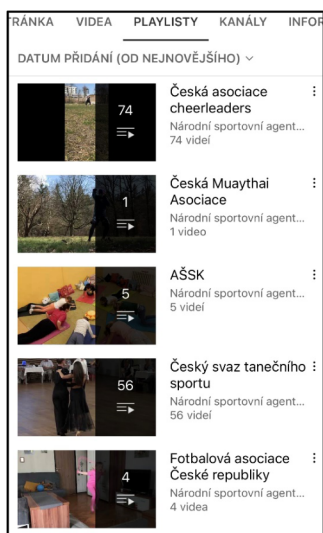 TRÁNKA VIDEA PLAYLISTY KANÁLY INFOR
DATUM PŘIDÁNÍ (OD NEJNOVĚJŠÍHO)
74
Česká asociace
cheerleaders
Národní sportovní agent...
74 videí
1
Česká Muaythai
Asociace
Národní sportovní agent...
1 video
5
AŠSK
Národní sportovní agent...
5 videí
56
Český svaz tanečního
sportu
Národní sportovní agent...
56 videí
4
Fotbalová asociace
České republiky
Národní sportovní agent...
4 videa